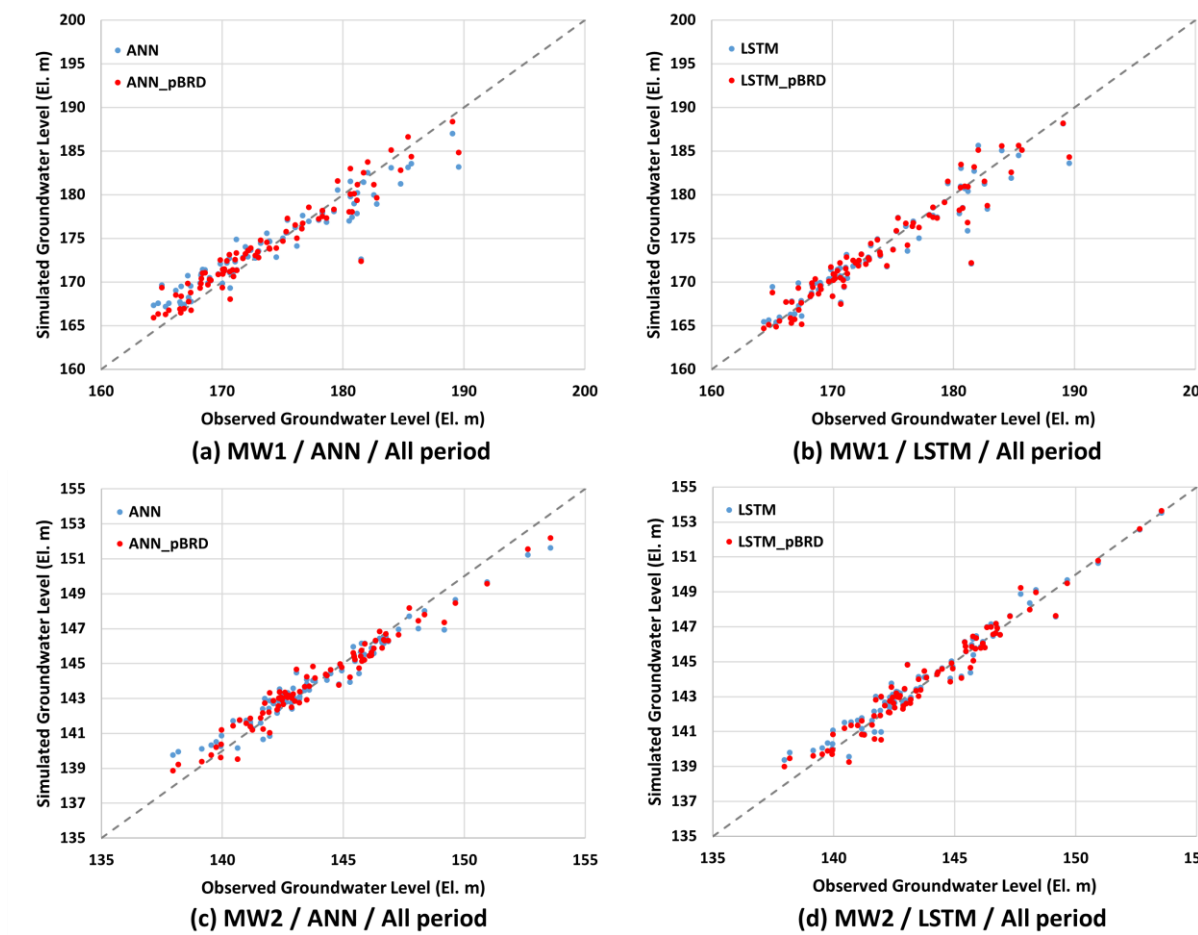 200
195
190
185
180
175
170
165
160
Simulated Groundwater Level (El. m)
ANN
ANN_pBRD
160 170 180 190 200
Observed Groundwater Level (El. m)
(a) MW1 / ANN / All period
200
195
190
185
180
175
170
165
160
Simulated Groundwater Level (El. m)
LSTM
LSTM_pBRD
160 170 180 190
Observed Groundwater Level (El. m)
(b) MW1 / LSTM / All period
155
153
151
149
147
145
143
141
139
137
135
Simulated Groundwater Level (El. m)
ANN
ANN_pBRD
135 140 145 150 155
Observed Groundwater Level (El. m)
(c) MW2 / ANN / All period
155
153
151
149
147
145
143
141
139
137
135
Simulated Groundwater Level (El. m)
LSTM
LSTM_pBRD
135 140 145 150
Observed Groundwater Level (El. m)
(d) MW2 / LSTM / All period